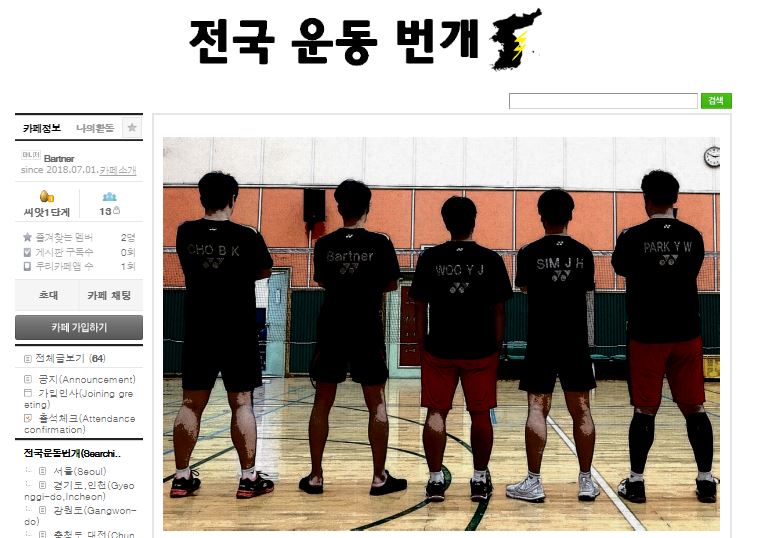 전국 운동 번개
검색
카페정보 나의활동
매니저 Bartner
since 2018.07.01. 카페소개
씨앗1단계 13
즐겨찾는 멤버 2명
게시판 구독수 0회
우리카페앱 수 1회
초대 카페 채팅
카페 가입하기
전체글보기 (64)
공지(Announcement)
가입인사(Joining gre
eting)
출석체크(Attendance
confirmation)
전국운동번개(Searchi..
서울(Seoul)
경기도,인천(Gyeo
nggi-do,Incheon)
강원도(Gangwon-
do)
충청도,대전(Chun
CHO B K
Bartner
WOO Y J
SIM J H
PARK Y W